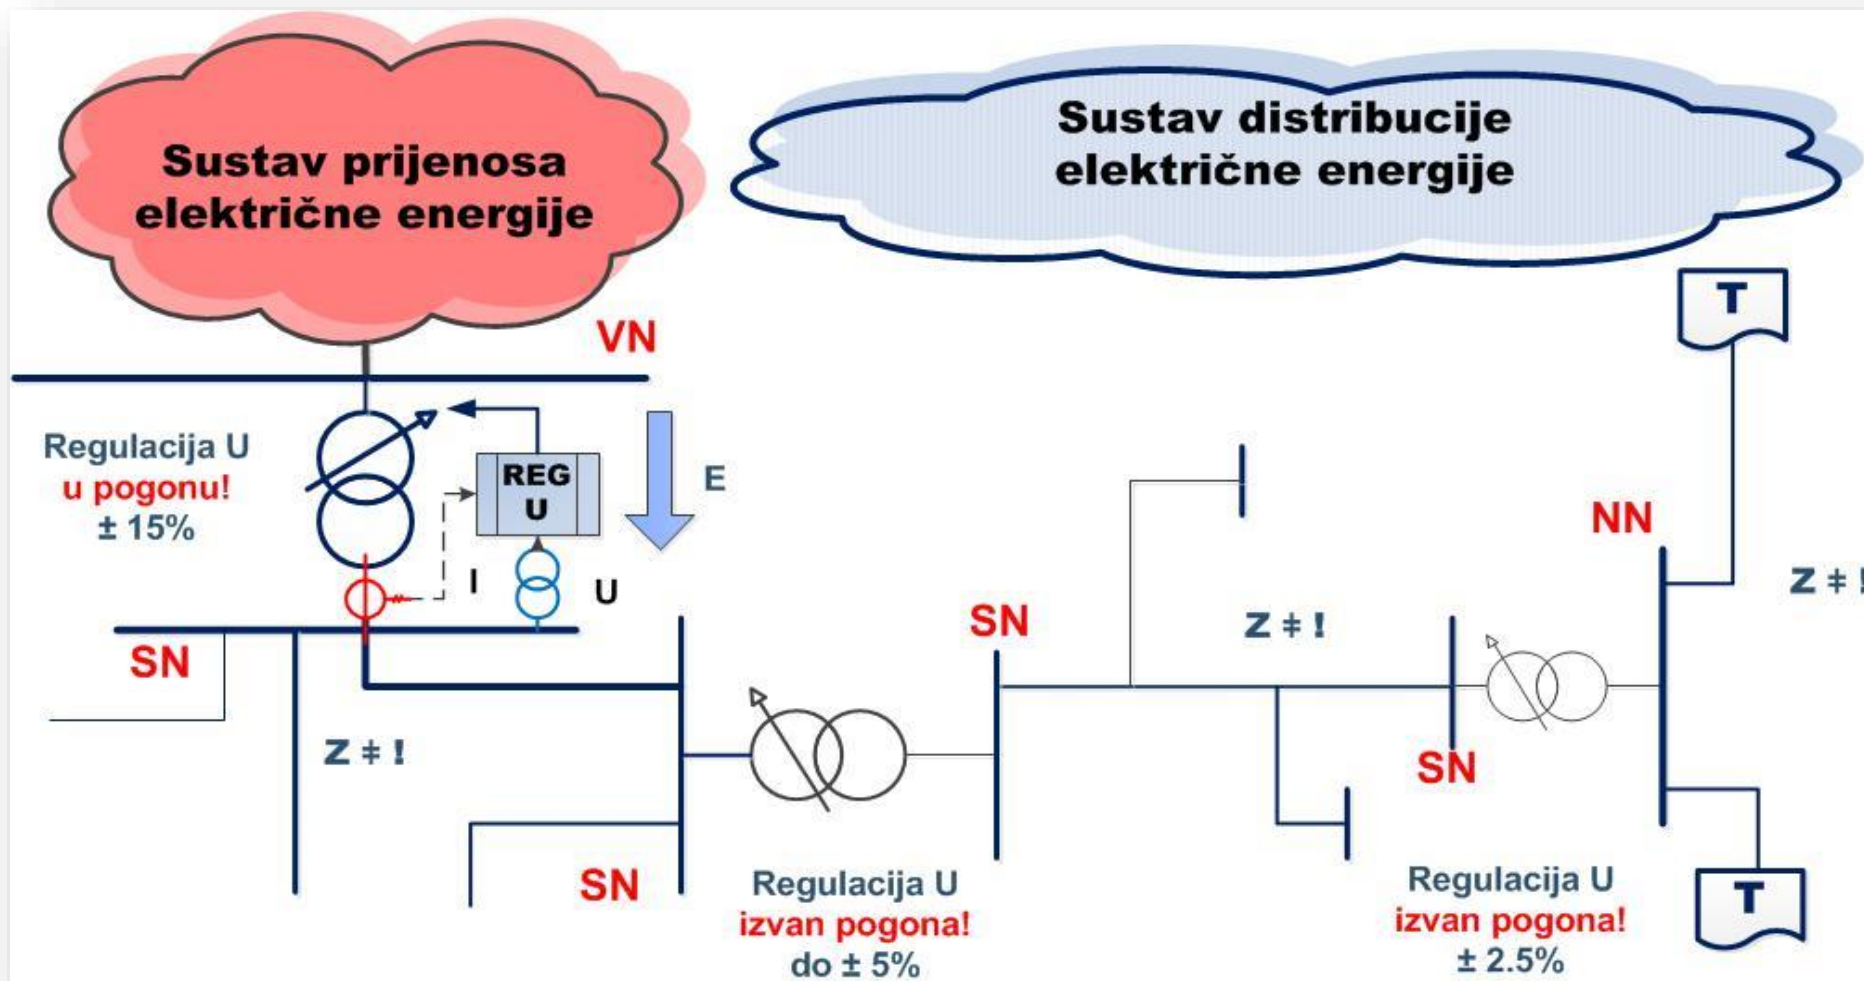 Sustav prijenosa
električne energije
Sustav distribucije
električne energije
VN
T
Regulacija U
u pogonu!
± 15%
REG
U
E
I
U
SN
Z ǂ !
SN
Regulacija U
izvan pogona!
do ± 5%
SN
Z ǂ !
SN
NN
Z ǂ !
Regulacija U
izvan pogona!
± 2.5%
T